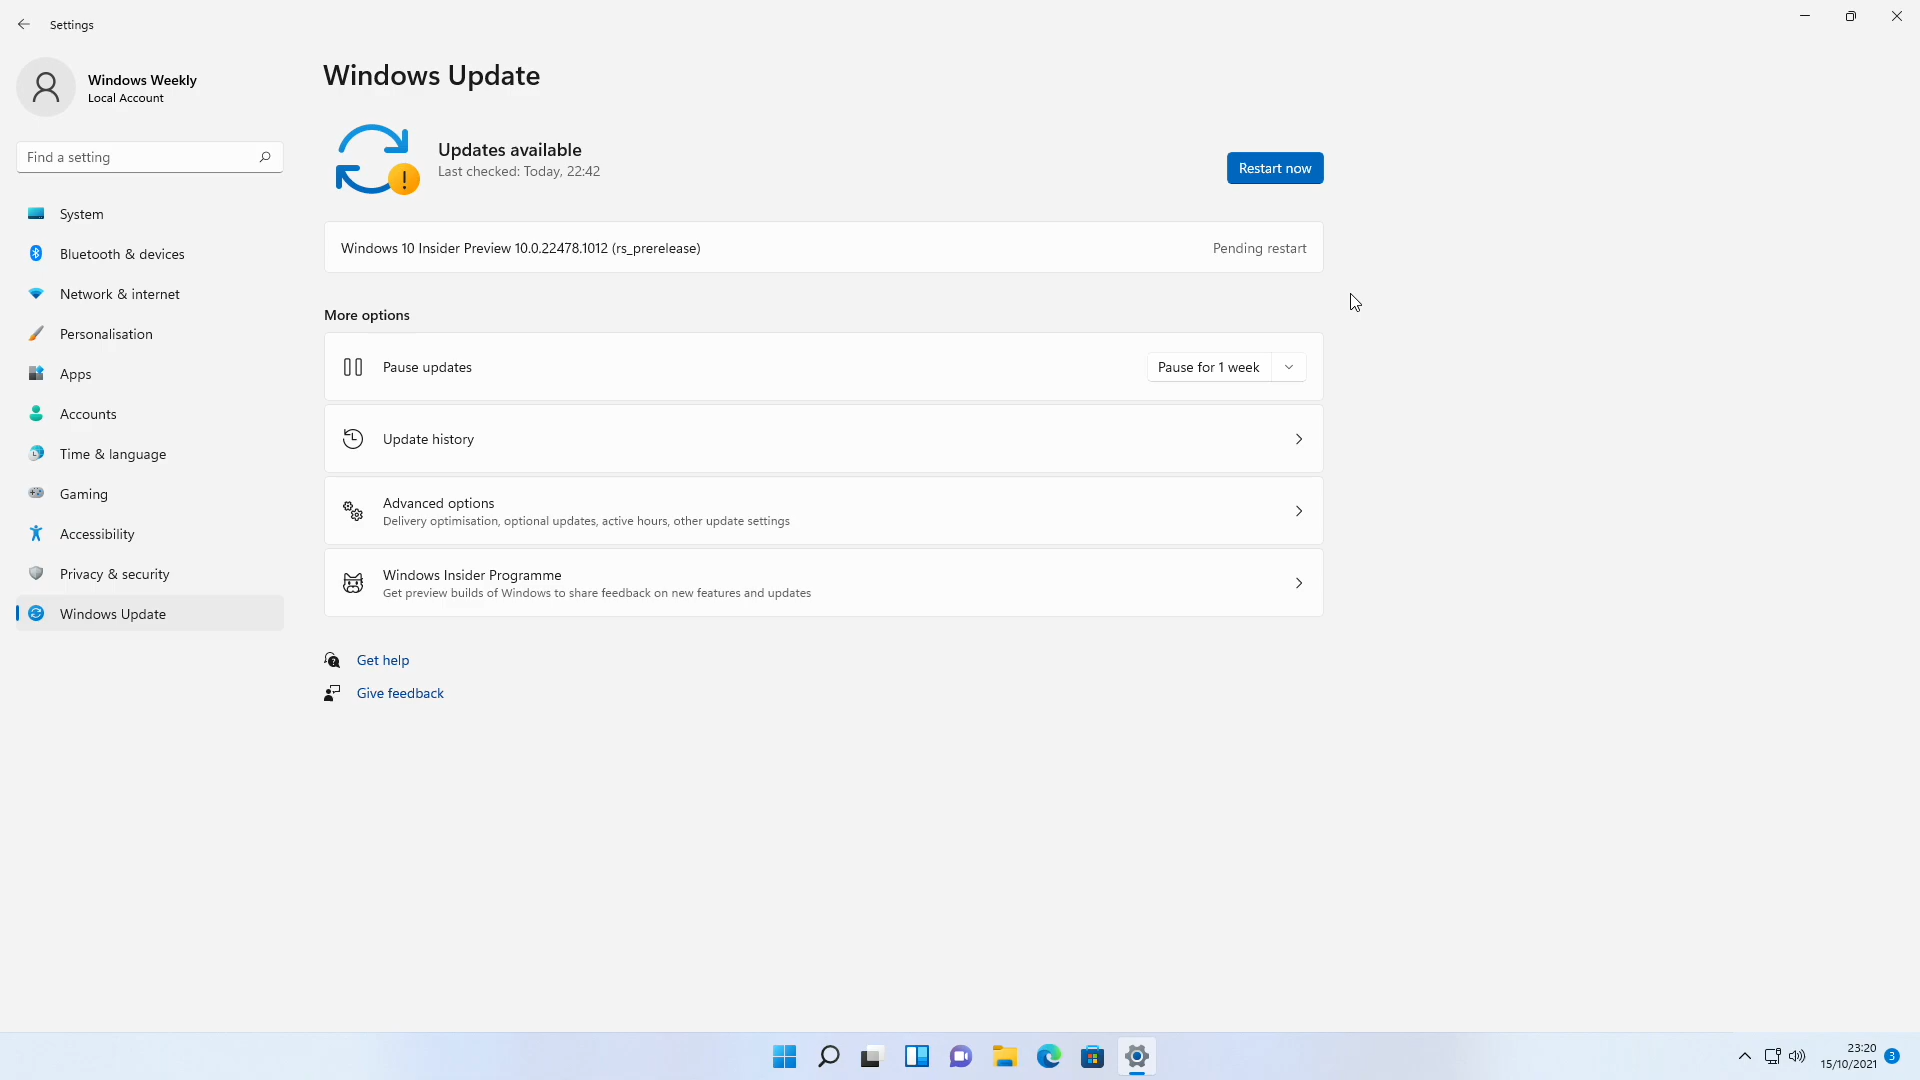 Settings
Windows Weekly
Local Account
Find a setting
System
Bluetooth & devices
Network & internet
Personalisation
Apps
Accounts
Time & language
Gaming
Accessibility
Privacy & security
Windows Update
Windows Update
Updates available
Last checked: Today, 22:42
Restart now
Windows 10 Insider Preview 10.0.22478.1012 (rs_prerelease)
Pending restart
More options
Pause updates
Pause for 1 week
Update history
Advanced options
Delivery optimisation, optional updates, active hours, other update settings
Windows Insider Programme
Get preview builds of Windows to share feedback on new features and updates
Get help
Give feedback
23:20
15/10/2021
3